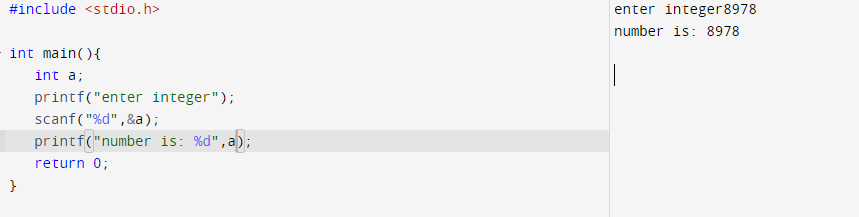 #include <stdio.h>
int main(){
int a;
printf("enter integer");
scanf("%d",&a);
printf("number is: %d",a);
return 0;
}
enter integer8978
number is: 8978